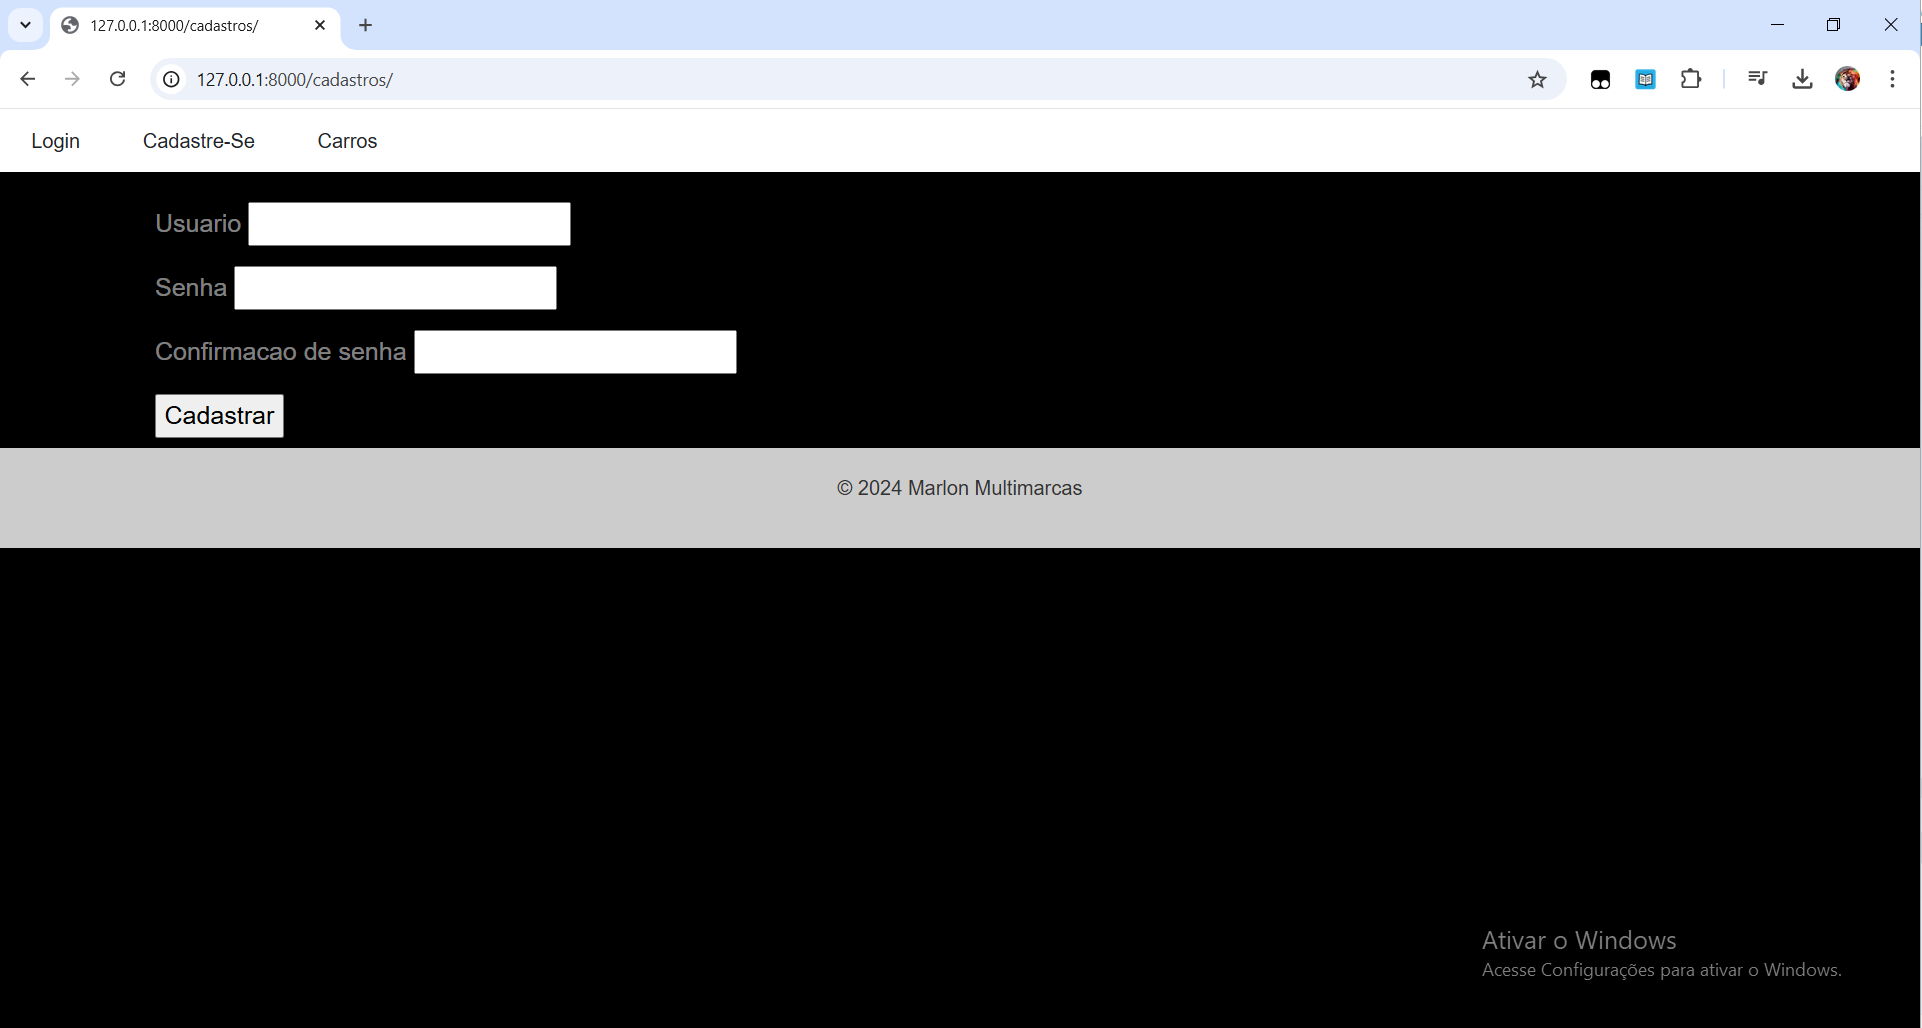 127.0.0.1:8000/cadastros/
127.0.0.1:8000/cadastros/
Login Cadastre-Se Carros
Usuario
Senha
Confirmacao de senha
Cadastrar
© 2024 Marlon Multimarcas
Ativar o Windows
Acesse Configurações para ativar o Windows.